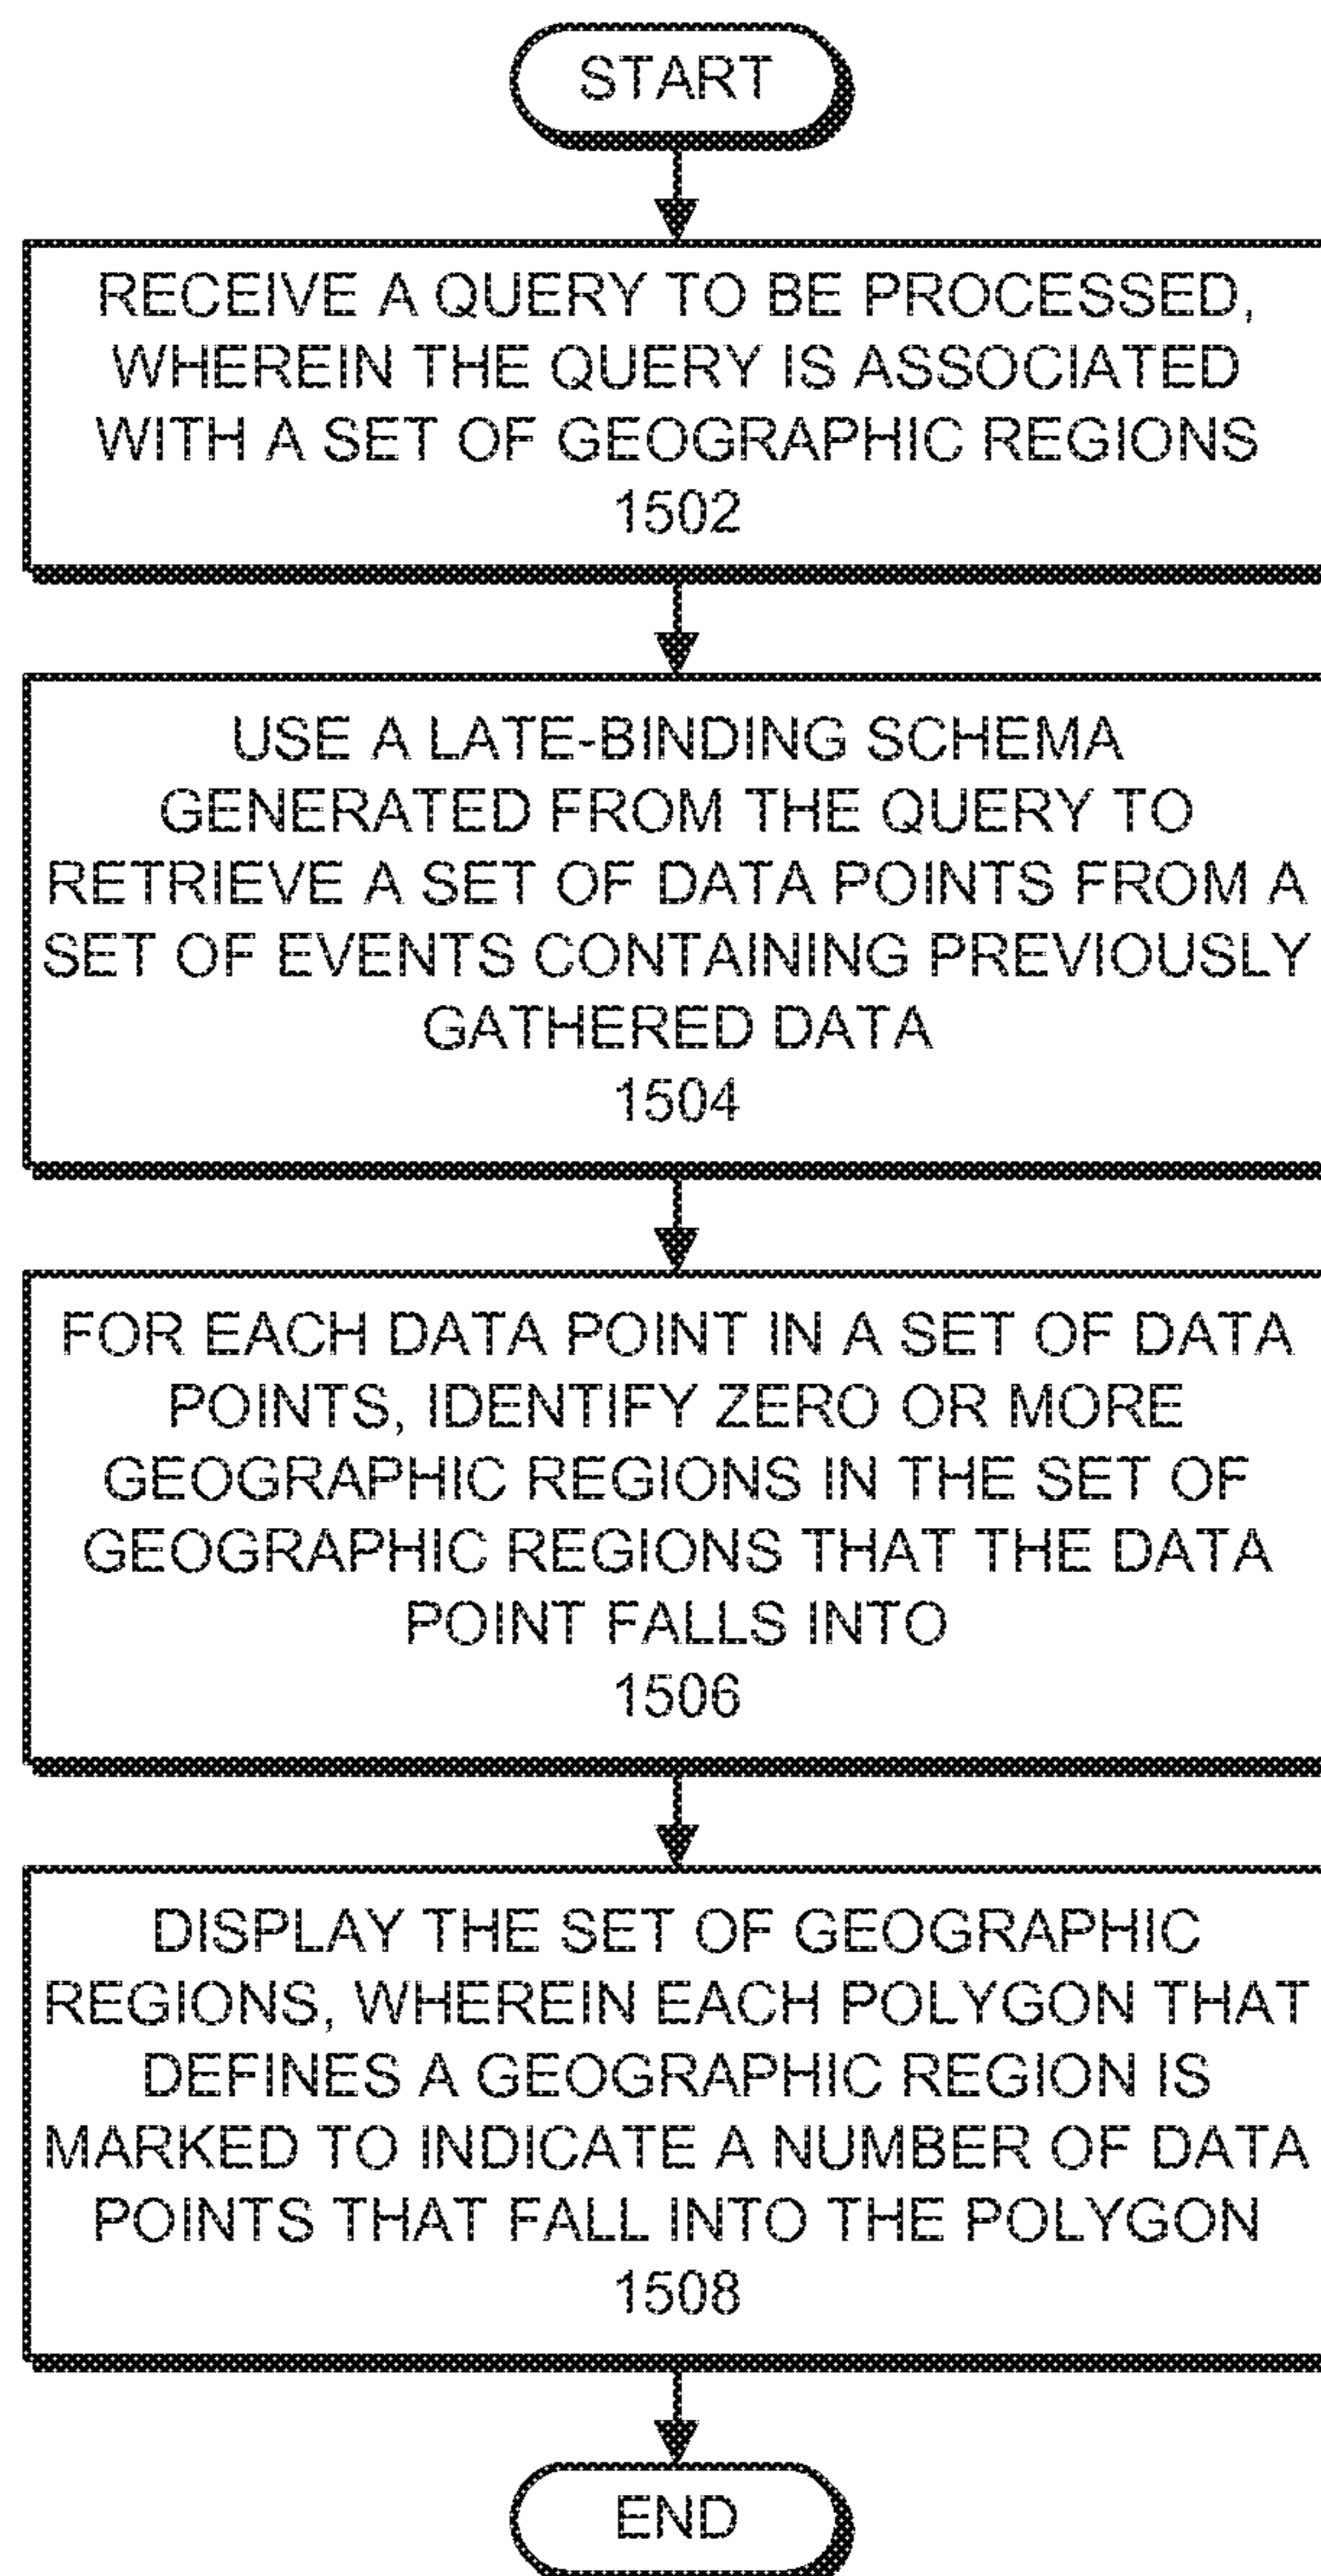 START
RECEIVE A QUERY TO BE PROCESSED,
WHEREIN THE QUERY IS ASSOCIATED
WITH A SET OF GEOGRAPHIC REGIONS
1502
USE A LATE-BINDING SCHEMA
GENERATED FROM THE QUERY TO
RETRIEVE A SET OF DATA POINTS FROM A
SET OF EVENTS CONTAINING PREVIOUSLY
GATHERED DATA
1504
FOR EACH DATA POINT IN A SET OF DATA
POINTS, IDENTIFY ZERO OR MORE
GEOGRAPHIC REGIONS IN THE SET OF
GEOGRAPHIC REGIONS THAT THE DATA
POINT FALLS INTO
1506
DISPLAY THE SET OF GEOGRAPHIC
REGIONS, WHEREIN EACH POLYGON THAT
DEFINES A GEOGRAPHIC REGION IS
MARKED TO INDICATE A NUMBER OF DATA
POINTS THAT FALL INTO THE POLYGON
1508
END